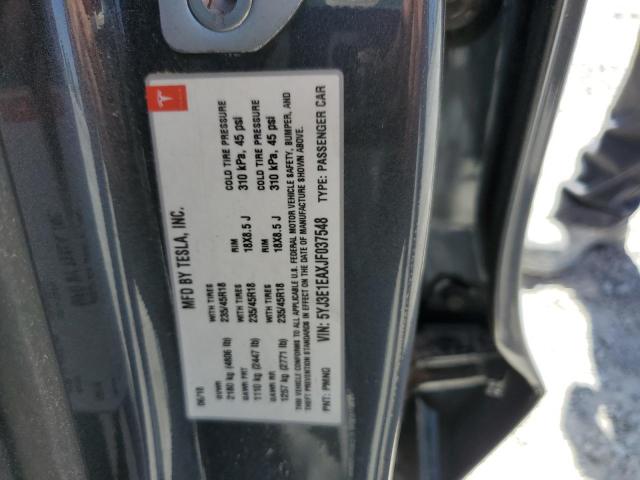 MFD BY TESLA, INC.
06/18
GVWR WITH TIRES RIM COLD TIRE PRESSURE
2180 kg (4806 lb) 235/45R18 18X8.5 J 310 kPa, 45 psi
GAWR FRT WITH TIRES RIM COLD TIRE PRESSURE
1110 kg (2447 lb) 235/45R18 18X8.5 J 310 kPa, 45 psi
GAWR RR WITH TIRES
1257 kg (2771 lb) 235/45R18
THIS VEHICLE CONFORMS TO ALL APPLICABLE U.S. FEDERAL MOTOR VEHICLE SAFETY, BUMPER, AND
THEFT PREVENTION STANDARDS IN EFFECT ON THE DATE OF MANUFACTURE SHOWN ABOVE.
VIN: 5YJ3E1EAXJF037548 TYPE: PASSENGER CAR
PNT: PMNG